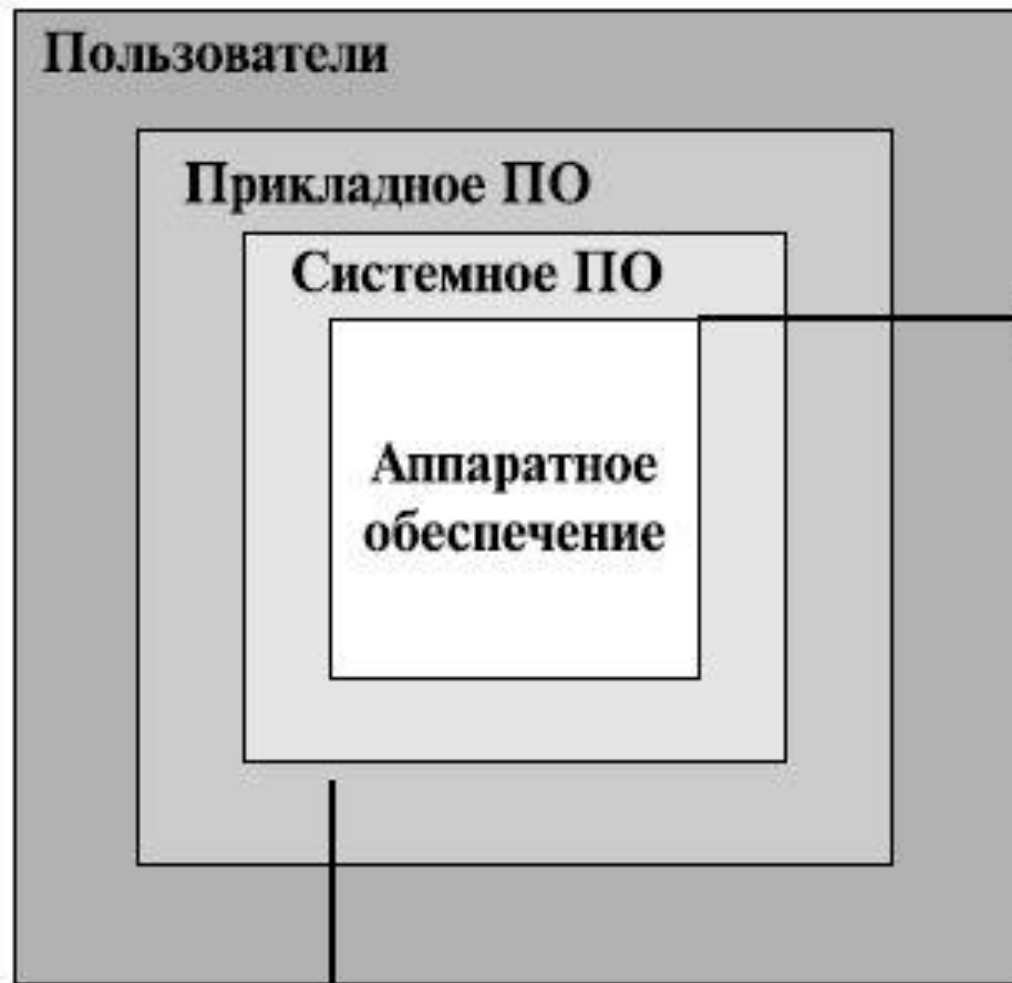 Пользователи
Прикладное ПО
Системное ПО
Аппаратное
обеспечение